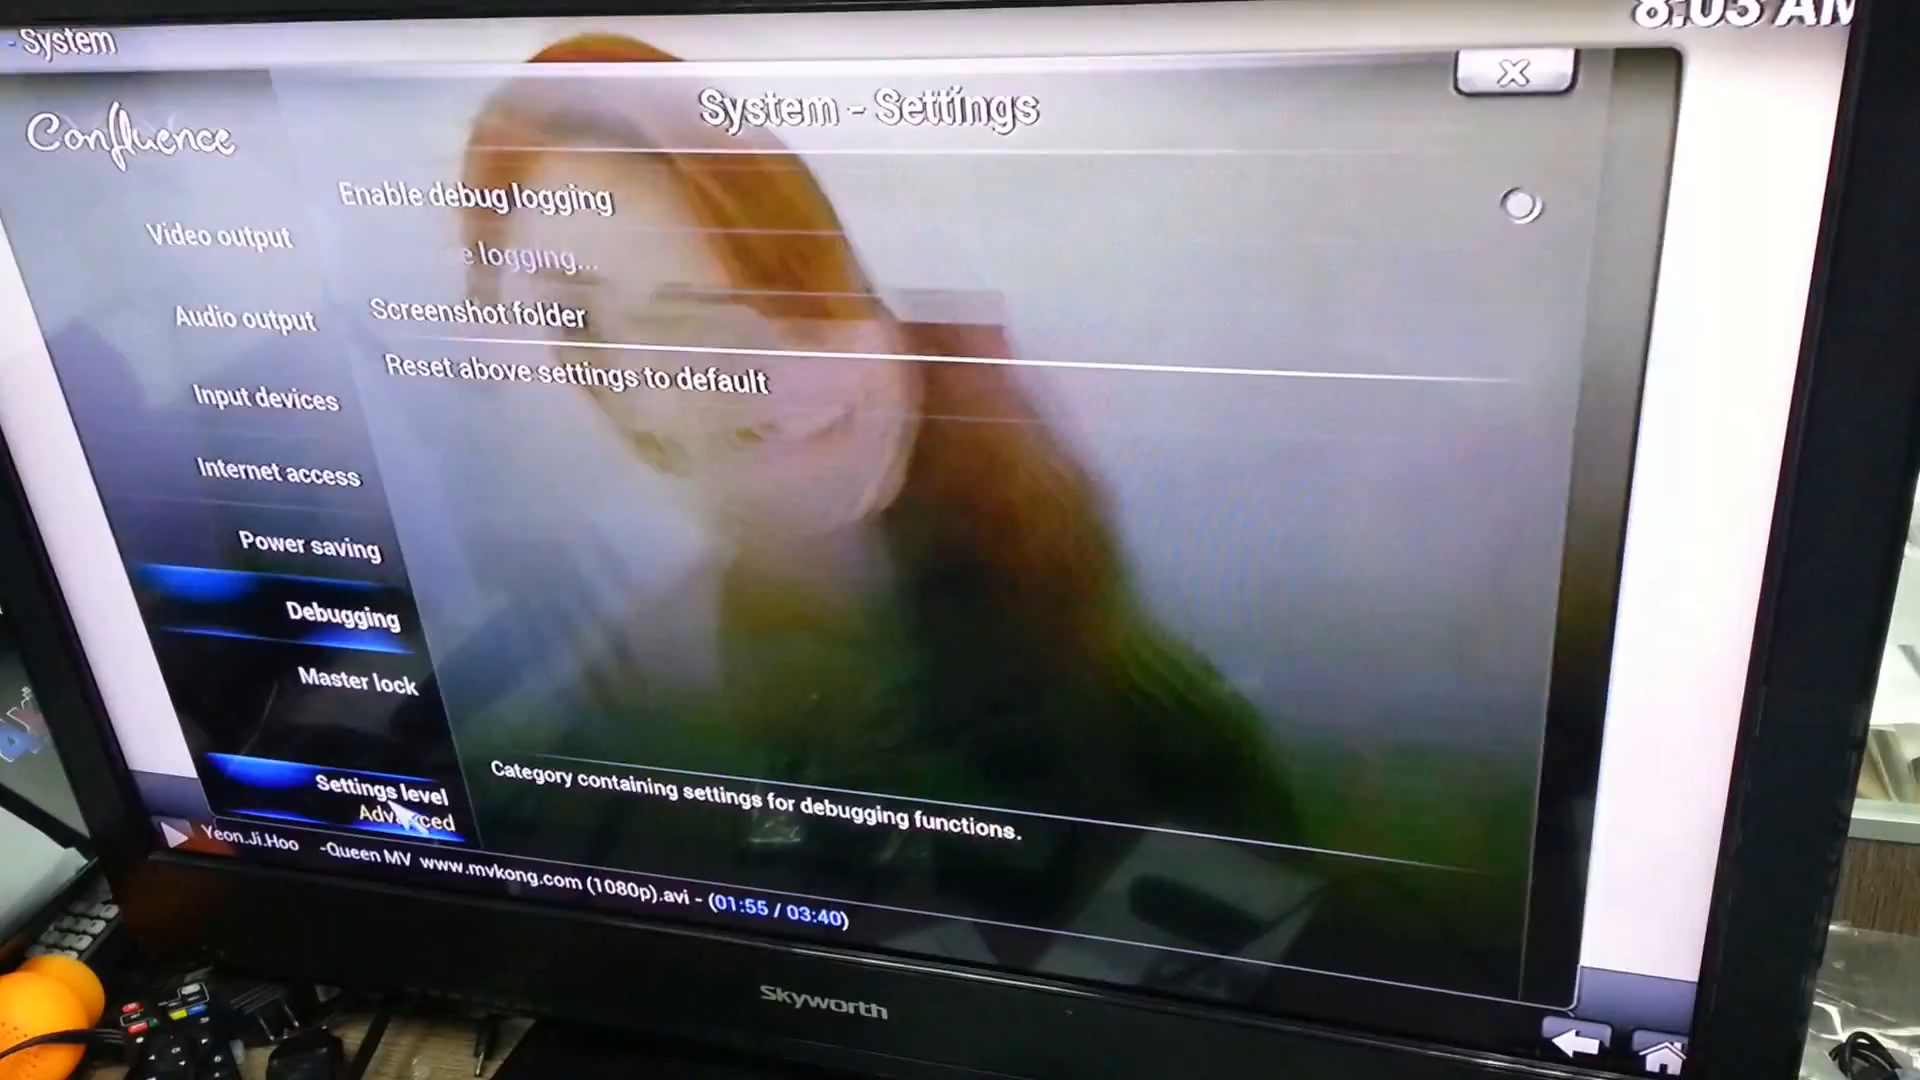 - System
8:03 AM
Confluence
System - Settings
Enable debug logging
e logging...
Screenshot folder
Reset above settings to default
Video output
Audio output
Input devices
Internet access
Power saving
Debugging
Master lock
Settings level
Advanced
Category containing settings for debugging functions.
Yeon.Ji.Hoo -Queen MV www.mvkong.com (1080p).avi - (01:55 / 03:40)
Skyworth